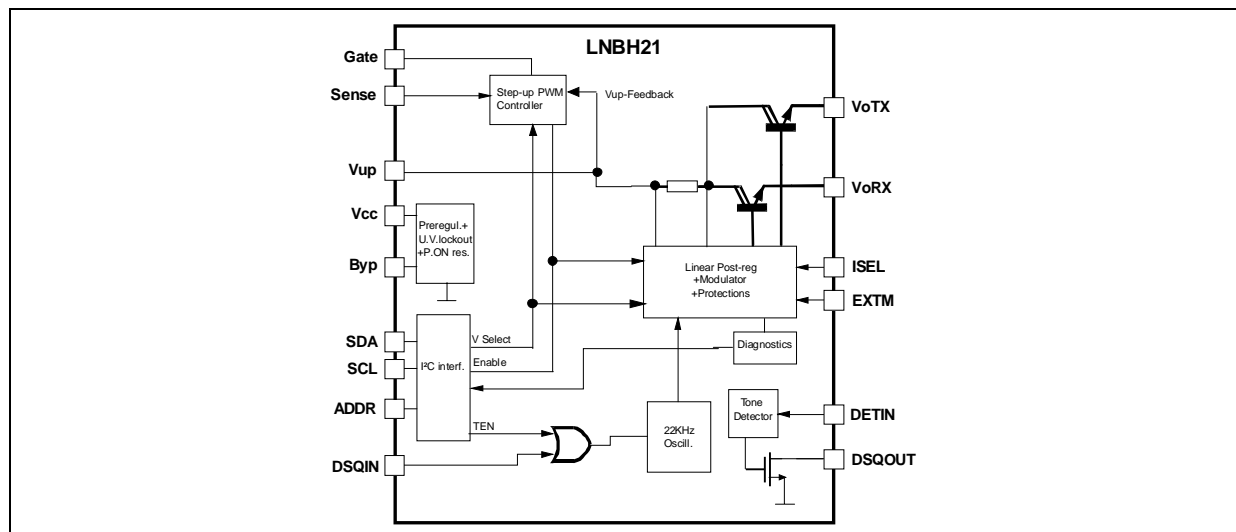 LNBH21
Gate
Sense
Vup
Vcc
Byp
SDA
SCL
ADDR
DSQIN
Step-up PWM
Controller
Vup-Feedback
Preregul.+
U.V.lockout
+P.ON res.
I²C interf.
V Select
Enable
TEN
Linear Post-reg
+Modulator
+Protections
Diagnostics
22KHz
Oscill.
Tone
Detector
VoTX
VoRX
ISEL
EXTM
DETIN
DSQOUT